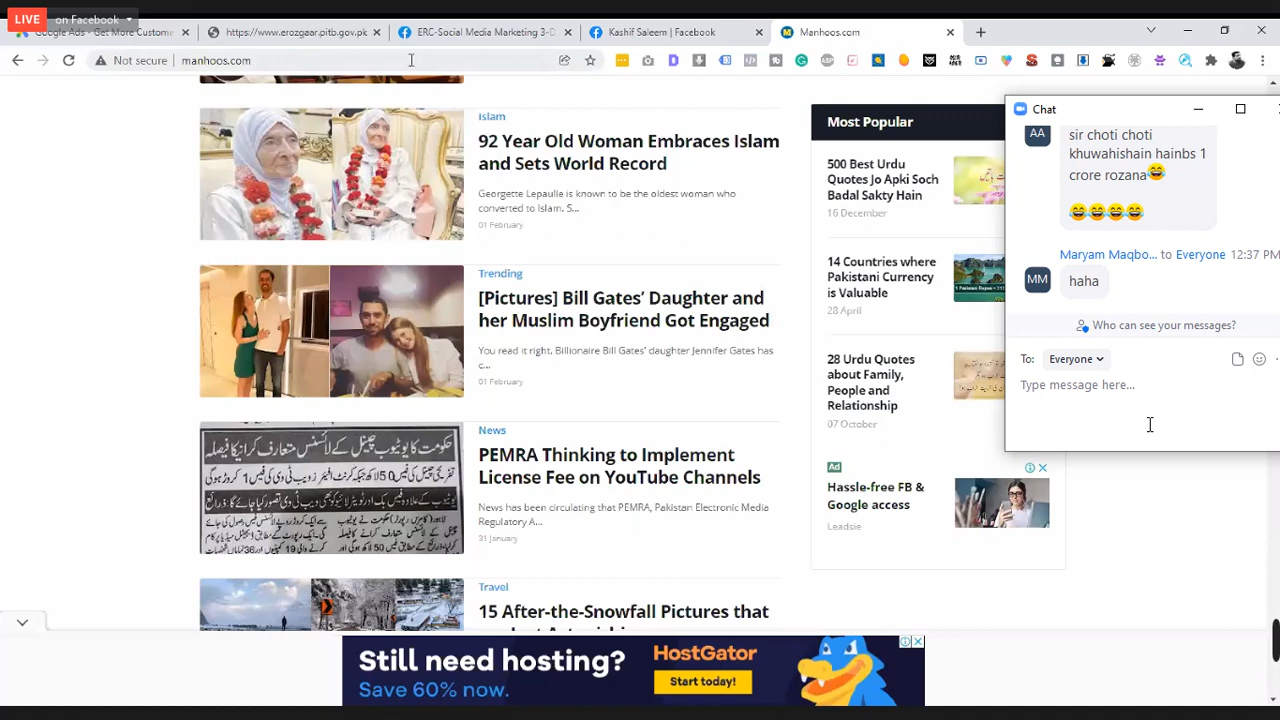 LIVE on Facebook
Google Ads - Get More Custome
https://www.erozgaar.pitb.gov.pk
ERC-Social Media Marketing 3-D
Kashif Saleem | Facebook
Manhoos.com
Not secure manhoos.com
Islam
92 Year Old Woman Embraces Islam
and Sets World Record
Georgette Lepaulle is known to be the oldest woman who
converted to Islam. S...
01 February
Trending
[Pictures] Bill Gates’ Daughter and
her Muslim Boyfriend Got Engaged
You read it right. Billionaire Bill Gates’ daughter Jennifer Gates has
c...
01 February
حکومت کا یوٹیوب چینل کے لائسنس متعارف کرانیکا فیصلہ
News
PEMRA Thinking to Implement
License Fee on YouTube Channels
News has been circulating that PEMRA, Pakistan Electronic Media
Regulatory A...
31 January
Travel
15 After-the-Snowfall Pictures that
Most Popular
500 Best Urdu
Quotes Jo Apki Soch
Badal Sakty Hain
16 December
14 Countries where
Pakistani Currency
is Valuable
28 April
28 Urdu Quotes
about Family,
People and
Relationship
07 October
Ad
Hassle-free FB &
Google access
Leadsie
Chat
AA
sir choti choti
khuwahishain hainbs 1
crore rozana😂
😂😂😂😂
Maryam Maqbo... to Everyone 12:37 PM
MM
haha
Who can see your messages?
To: Everyone
Type message here...
Still need hosting?
Save 60% now.
HostGator
Start today!